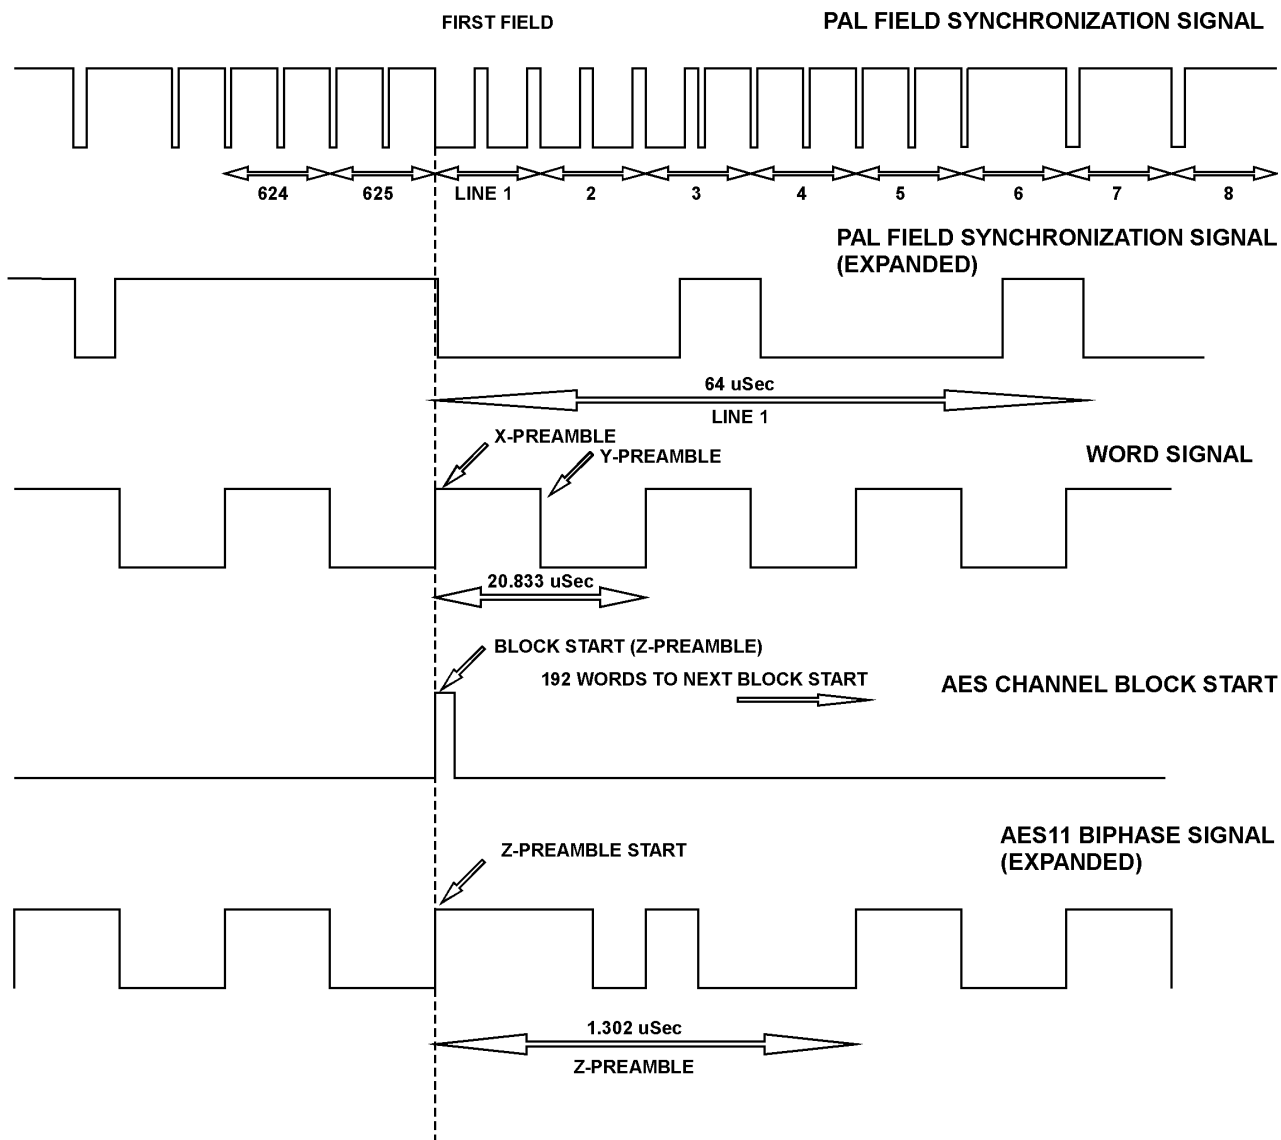 FIRST FIELD
PAL FIELD SYNCHRONIZATION SIGNAL
624
625
LINE 1
2
3
4
5
6
7
8
PAL FIELD SYNCHRONIZATION SIGNAL
(EXPANDED)
64 uSec
LINE 1
X-PREAMBLE
Y-PREAMBLE
WORD SIGNAL
20.833 uSec
BLOCK START (Z-PREAMBLE)
192 WORDS TO NEXT BLOCK START
AES CHANNEL BLOCK START
AES11 BIPHASE SIGNAL
(EXPANDED)
Z-PREAMBLE START
1.302 uSec
Z-PREAMBLE